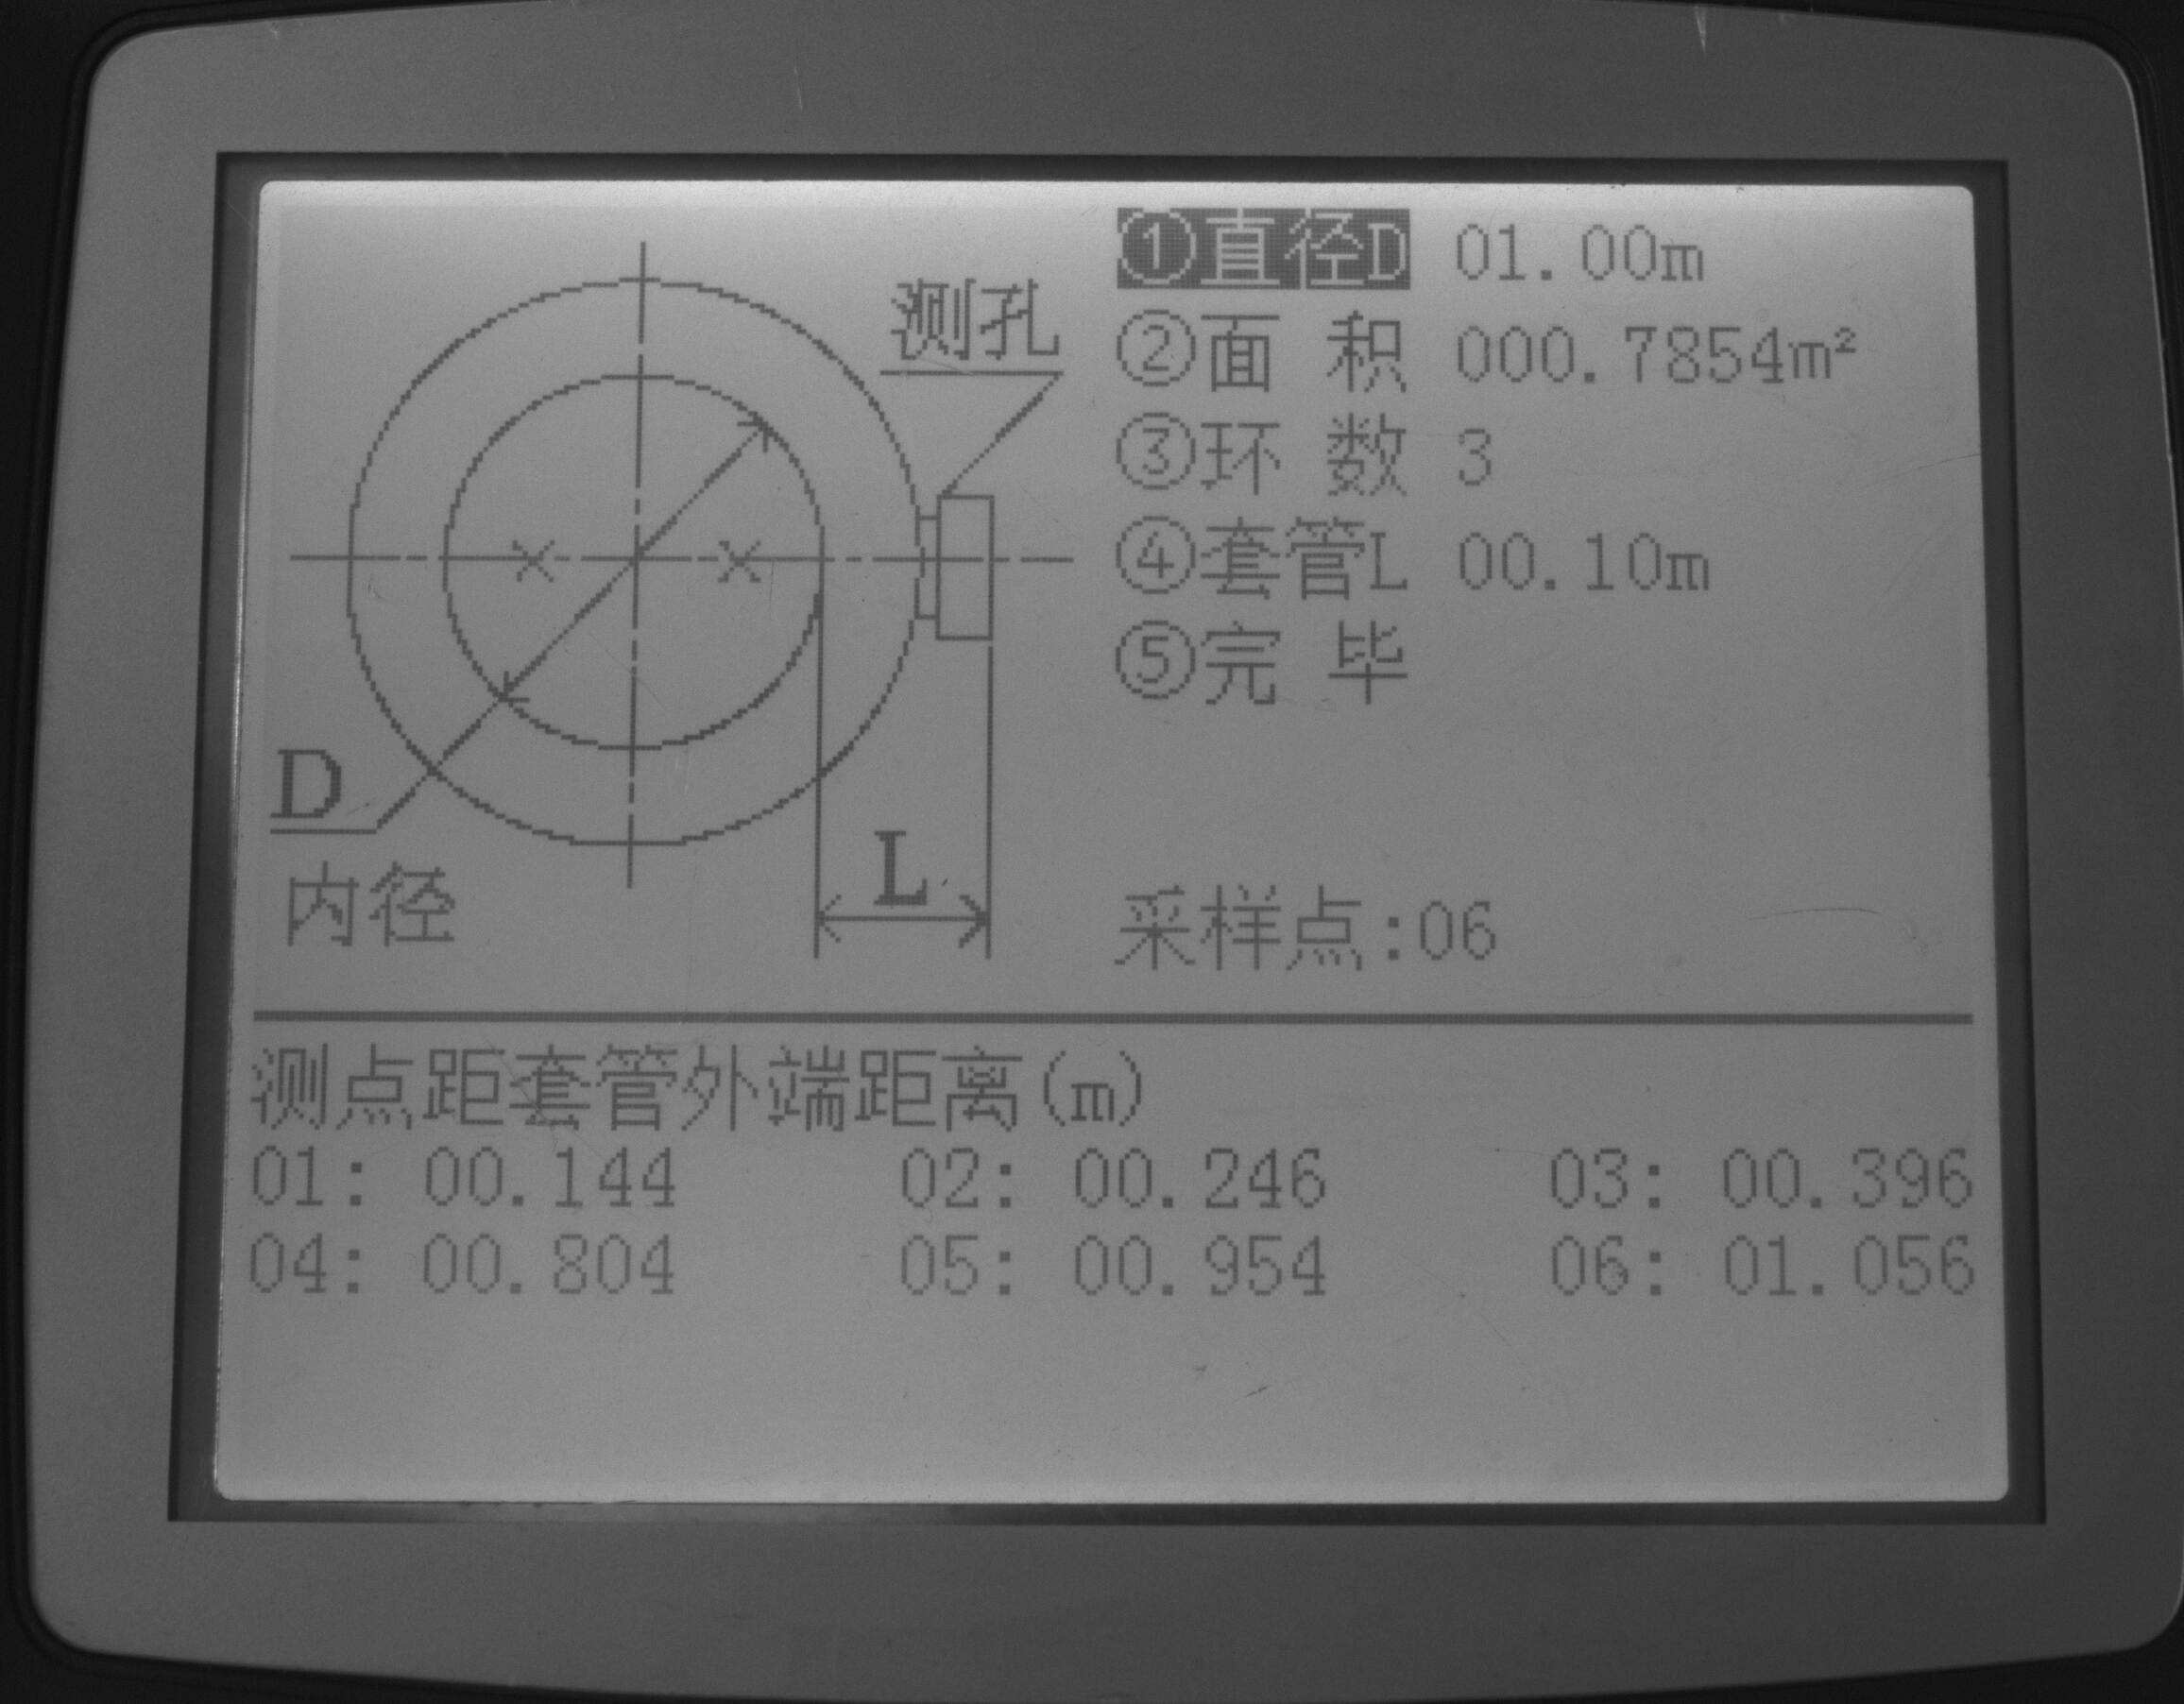 测孔
D
内径
L
①直径D 01.00m
②面 积 000.7854m²
③环 数 3
④套管L 00.10m
⑤完 毕
采样点:06
测点距套管外端距离(m)
01: 00.144 02: 00.246 03: 00.396
04: 00.804 05: 00.954 06: 01.056